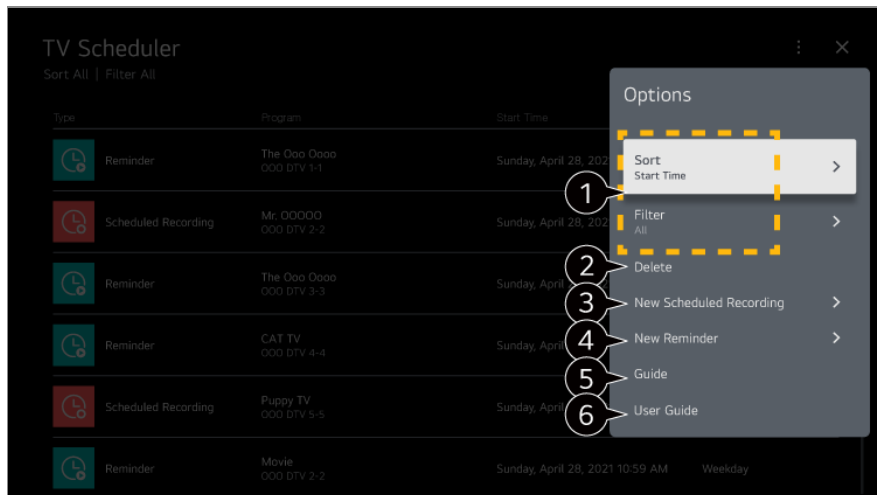 TV Scheduler
Sort All | Filter All
Type Program Start Time
Reminder
The Ooo Oooo
OOO DTV 1-1
Sunday, April 28, 202
Scheduled Recording
Mr. OOOOO
OOO DTV 2-2
Sunday, April 28, 202
Reminder
The Ooo Oooo
OOO DTV 3-3
Sunday, April 2
Reminder
CAT TV
OOO DTV 4-4
Sunday, April
Scheduled Recording
Puppy TV
OOO DTV 5-5
Sunday, April
Reminder
Movie
OOO DTV 2-2
Sunday, April 28, 2021 10:59 AM
Weekday
Options
Sort
Start Time
1
Filter
All
2 Delete
3 New Scheduled Recording
4 New Reminder
5 Guide
6 User Guide